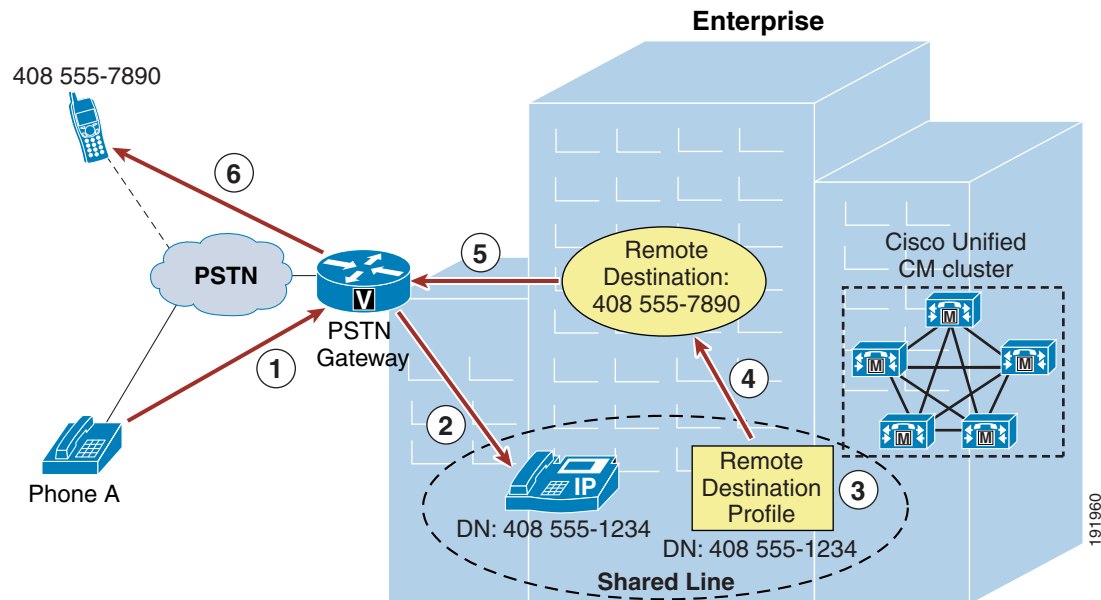 Enterprise
408 555-7890
6
PSTN
V
PSTN
Gateway
5
Remote
Destination:
408 555-7890
Cisco Unified
CM cluster
M
M
M
M
M
1
2
4
Phone A
IP
DN: 408 555-1234
Remote
Destination
Profile
3
DN: 408 555-1234
Shared Line
191960